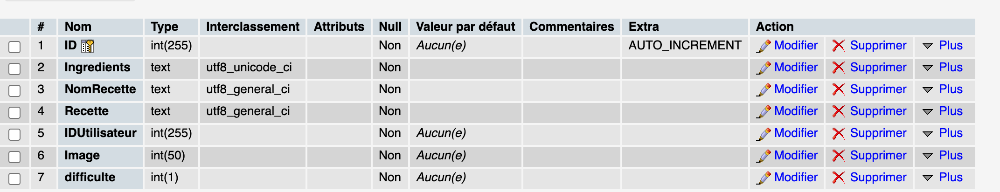 # Nom Type Interclassement Attributs Null Valeur par défaut Commentaires Extra Action
1 ID int(255) Non Aucun(e) AUTO_INCREMENT Modifier Supprimer Plus
2 Ingredients text utf8_unicode_ci Non Modifier Supprimer Plus
3 NomRecette text utf8_general_ci Non Modifier Supprimer Plus
4 Recette text utf8_general_ci Non Modifier Supprimer Plus
5 IDUtilisateur int(255) Non Aucun(e) Modifier Supprimer Plus
6 Image int(50) Non Aucun(e) Modifier Supprimer Plus
7 difficulte int(1) Non Aucun(e) Modifier Supprimer Plus